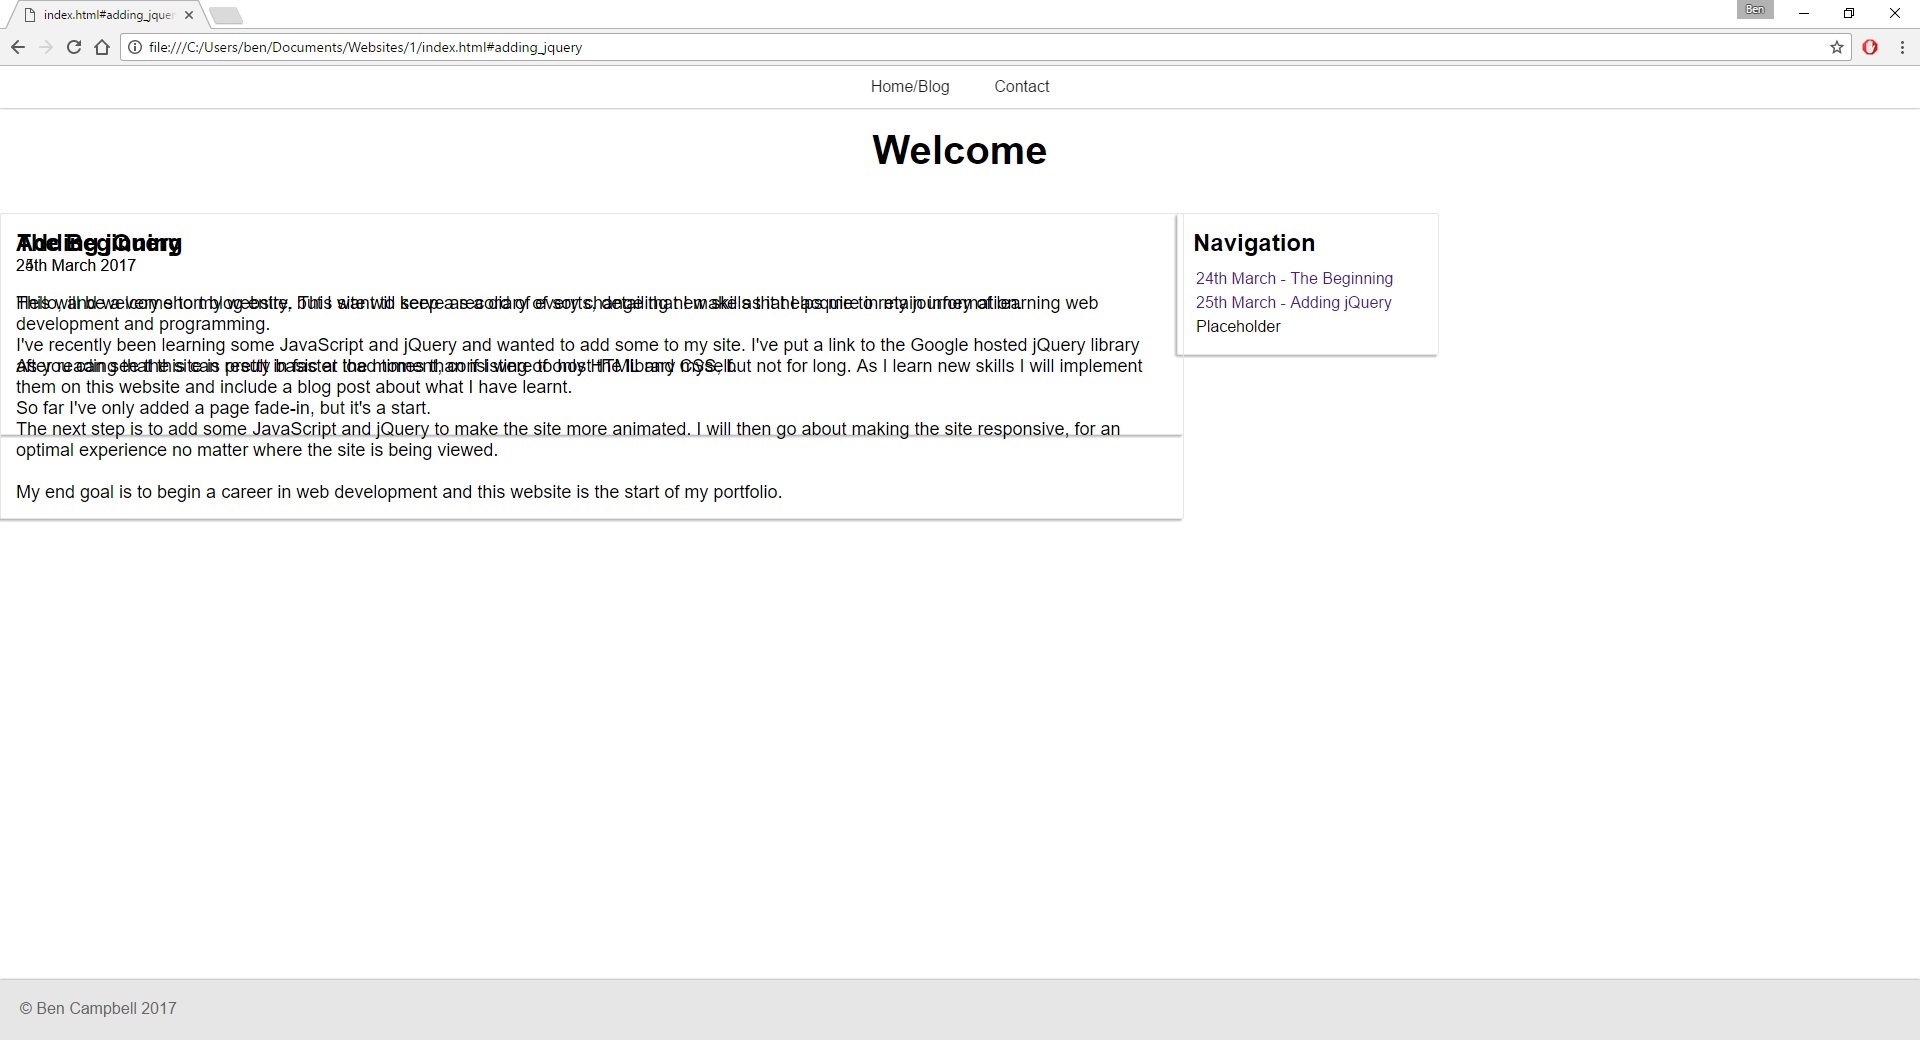 index.html#adding_jquer
Ben
file:///C:/Users/ben/Documents/Websites/1/index.html#adding_jquery
Home/Blog
Contact
Welcome
March 2017
learning web
development and programming.
I've recently been learning some JavaScript and jQuery and wanted to add some to my site. I've put a link to the Google hosted jQuery library
but not for long. As I learn new skills I will implement
them on this website and include a blog post about what I have learnt.
So far I've only added a page fade-in, but it's a start.
The next step is to add some JavaScript and jQuery to make the site more animated. I will then go about making the site responsive, for an
optimal experience no matter where the site is being viewed.
My end goal is to begin a career in web development and this website is the start of my portfolio.
Navigation
24th March - The Beginning
25th March - Adding jQuery
Placeholder
© Ben Campbell 2017